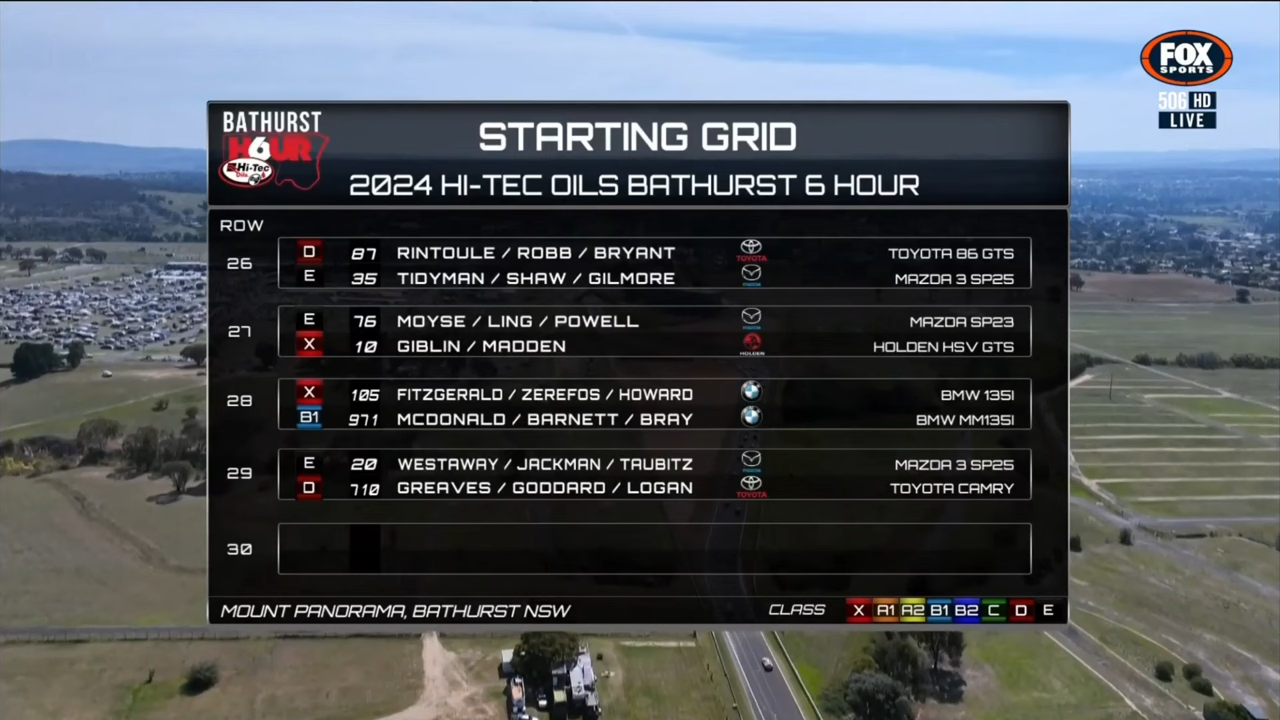 FOX
SPORTS
506 HD
LIVE
BATHURST
6 HOUR
Hi-Tec
Oils
STARTING GRID
2024 HI-TEC OILS BATHURST 6 HOUR
ROW
26
D 87 RINTOULE / ROBB / BRYANT TOYOTA TOYOTA 86 GTS
E 35 TIDYMAN / SHAW / GILMORE mazda MAZDA 3 SP25
27
E 76 MOYSE / LING / POWELL mazda MAZDA SP23
X 10 GIBLIN / MADDEN HOLDEN HOLDEN HSV GTS
28
X 105 FITZGERALD / ZEREFOS / HOWARD BMW 135I
B1 971 MCDONALD / BARNETT / BRAY BMW MM135I
29
E 20 WESTAWAY / JACKMAN / TAUBITZ mazda MAZDA 3 SP25
D 710 GREAVES / GODDARD / LOGAN TOYOTA TOYOTA CAMRY
30
MOUNT PANORAMA, BATHURST NSW CLASS X A1 A2 B1 B2 C D E